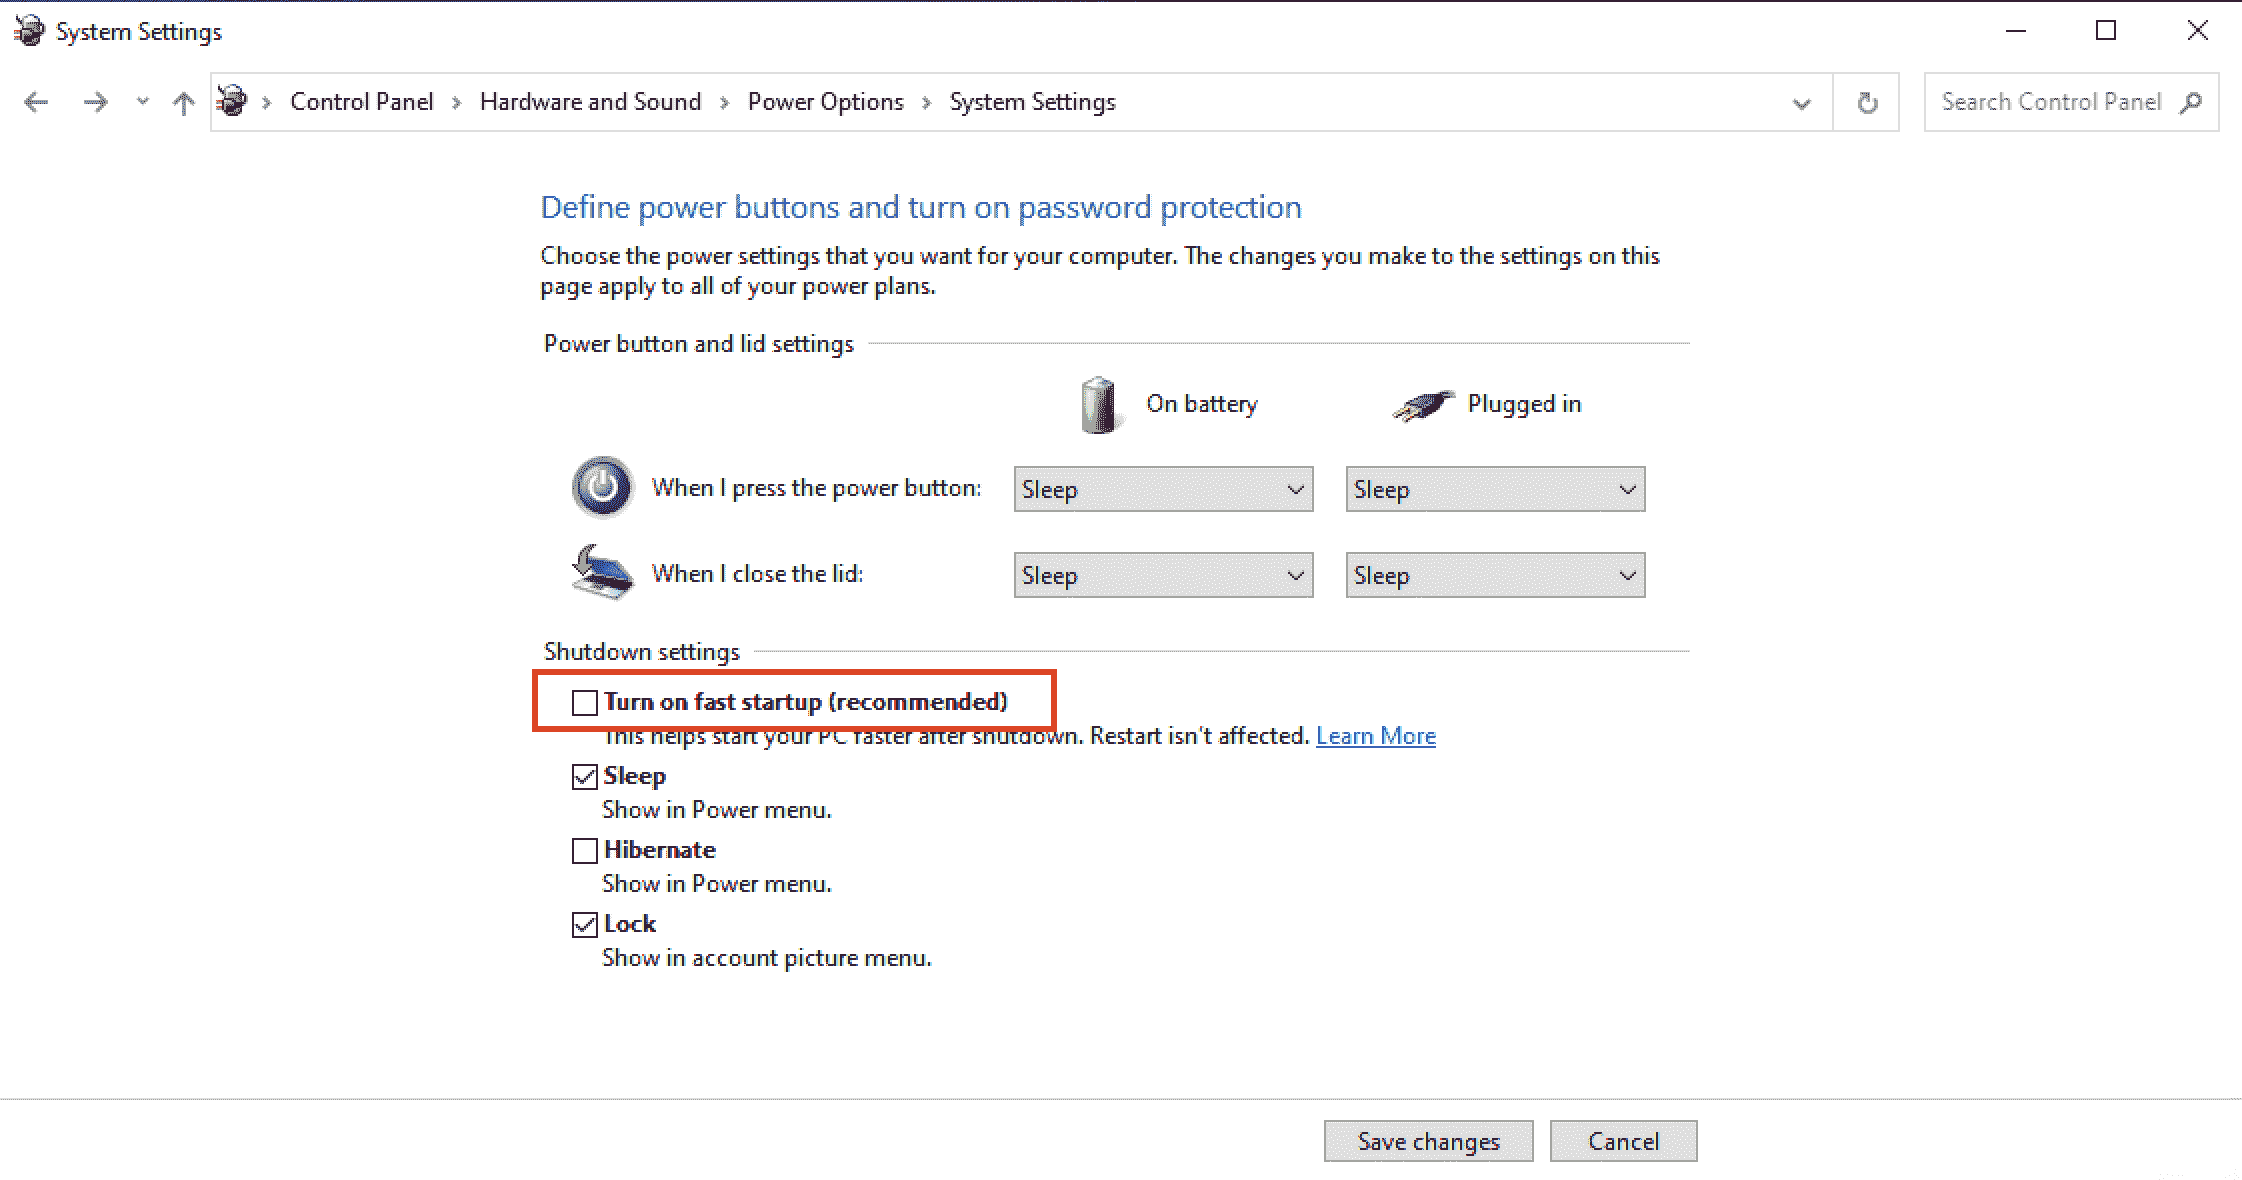 System Settings
Control Panel > Hardware and Sound > Power Options > System Settings
Search Control Panel
Define power buttons and turn on password protection
Choose the power settings that you want for your computer. The changes you make to the settings on this
page apply to all of your power plans.
Power button and lid settings
On battery
Plugged in
When I press the power button:
Sleep
Sleep
When I close the lid:
Sleep
Sleep
Shutdown settings
Turn on fast startup (recommended)
This helps start your PC faster after shutdown. Restart isn't affected. Learn More
Sleep
Show in Power menu.
Hibernate
Show in Power menu.
Lock
Show in account picture menu.
Save changes
Cancel